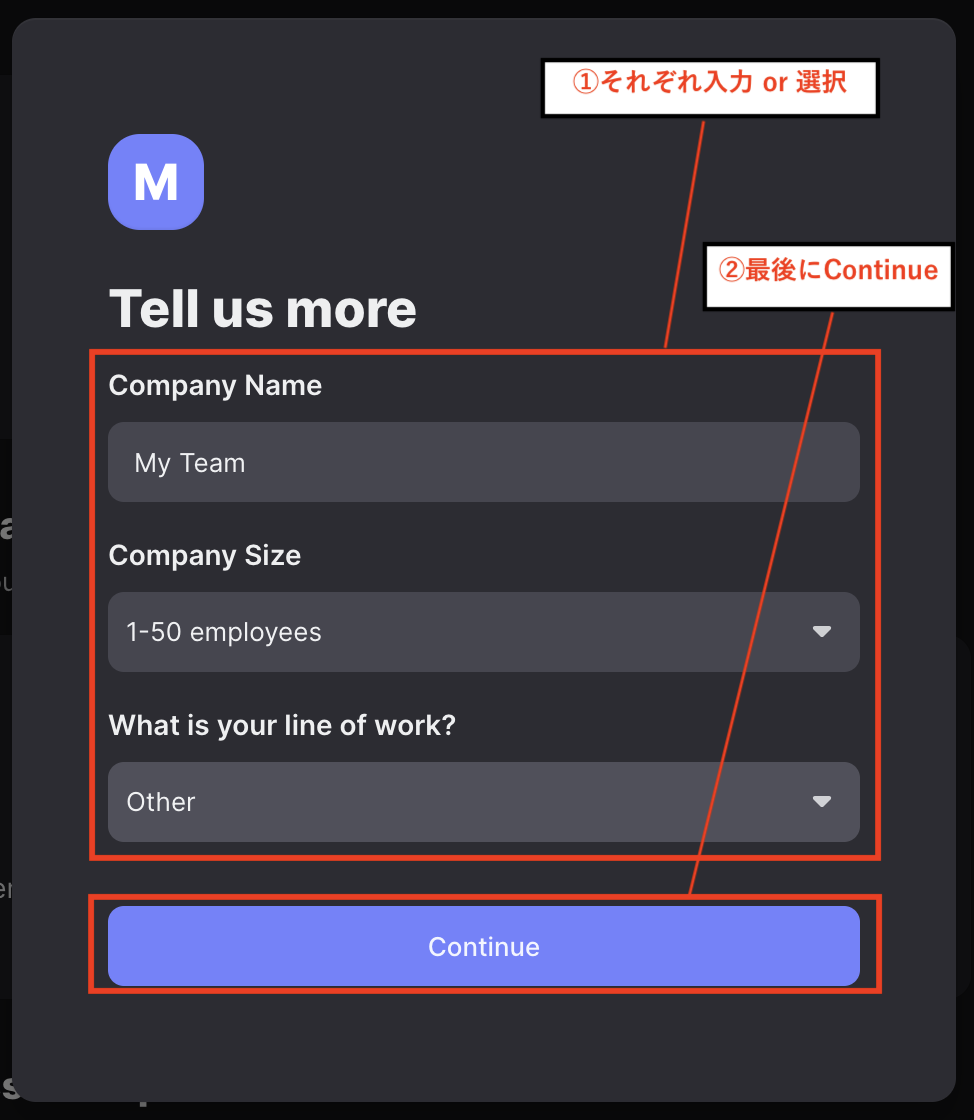 ①それぞれ入力 or 選択
M
②最後にContinue
Tell us more
Company Name
My Team
Company Size
1-50 employees
What is your line of work?
Other
Continue